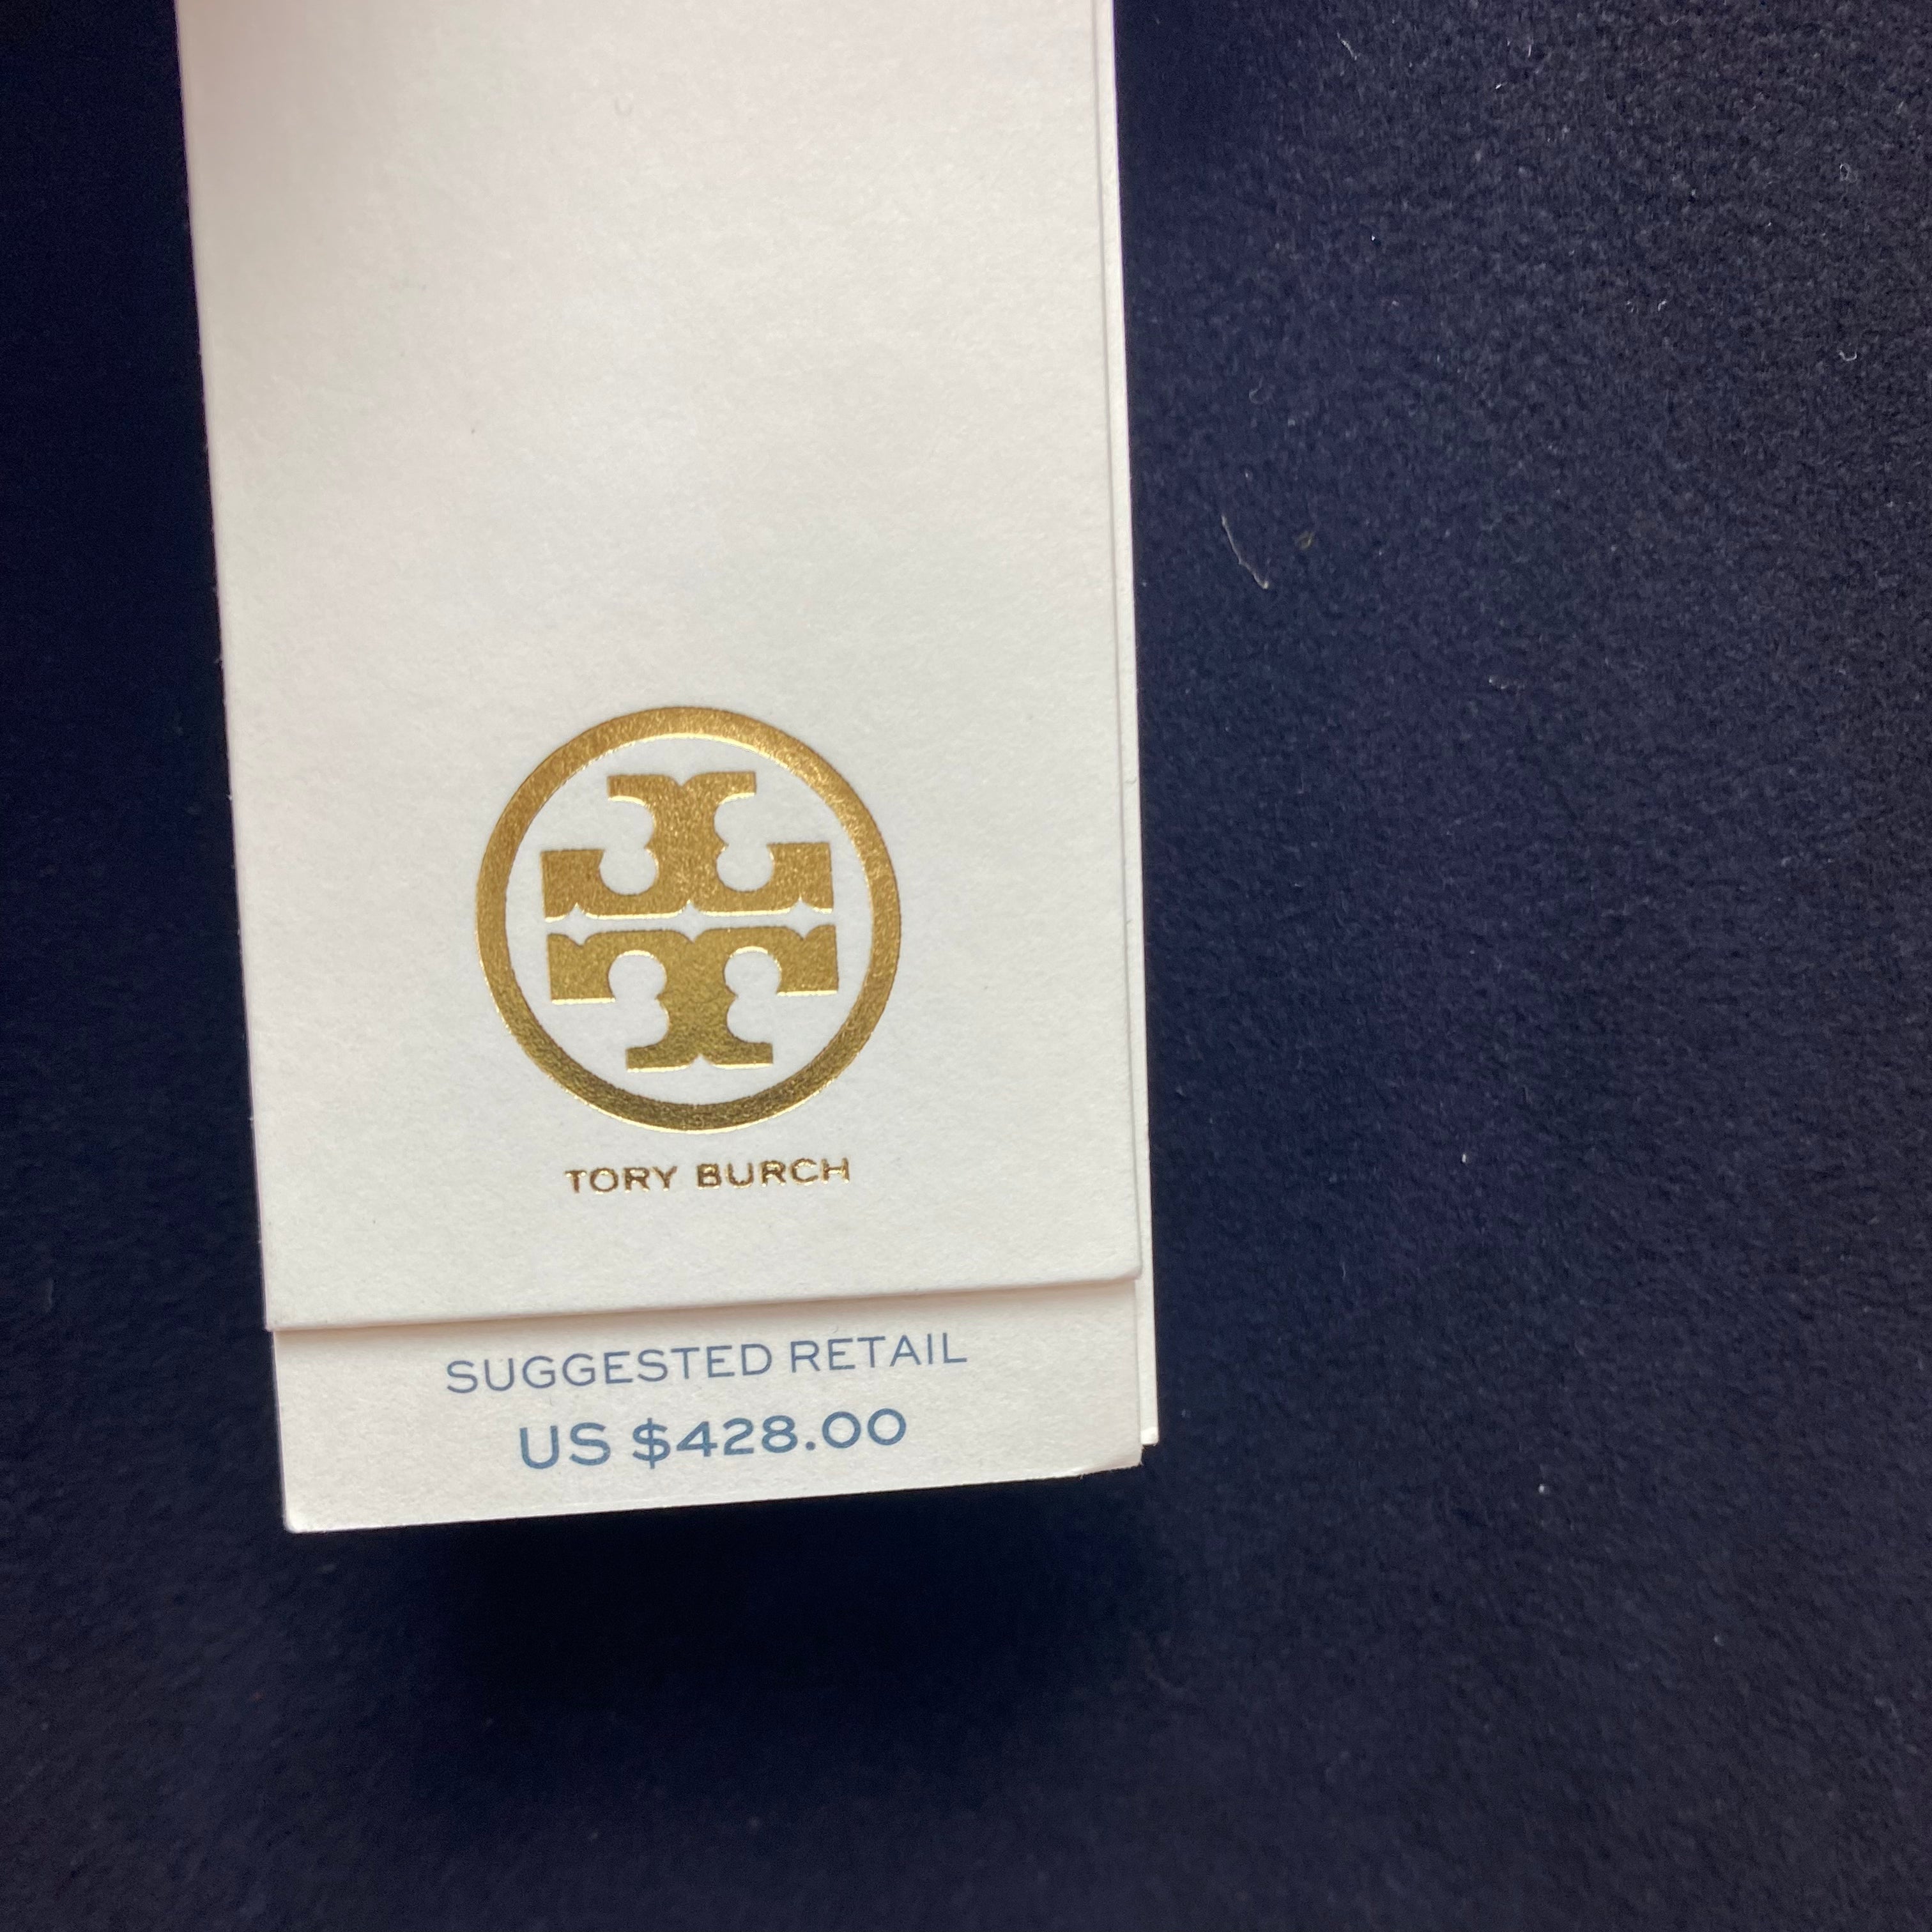 TORY BURCH
SUGGESTED RETAIL
US $428.00